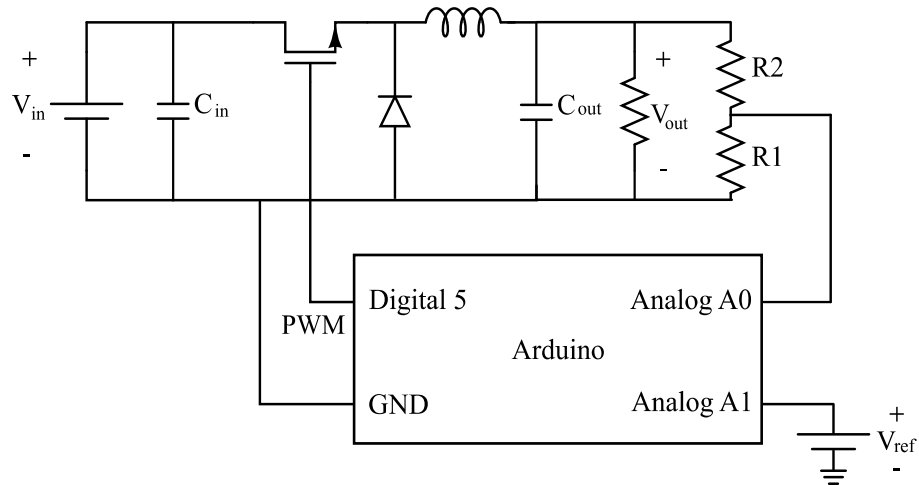 +
V_in
-
C_in
C_out
+
V_out
-
R2
R1
PWM
Digital 5
GND
Arduino
Analog A0
Analog A1
+
V_ref
-